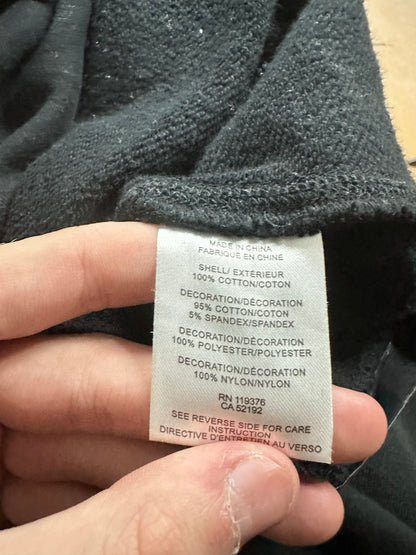 MADE IN CHINA
FABRIQUE EN CHINE
SHELL/ EXTÉRIEUR
100% COTTON/COTON
DECORATION/DÉCORATION
95% COTTON/COTON
5% SPANDEX/SPANDEX
DECORATION/DÉCORATION
100% POLYESTER/POLYESTER
DECORATION/DÉCORATION
100% NYLON/NYLON
RN 119376
CA 52192
SEE REVERSE SIDE FOR CARE
INSTRUCTION
DIRECTIVE D'ENTRETIEN AU VERSO